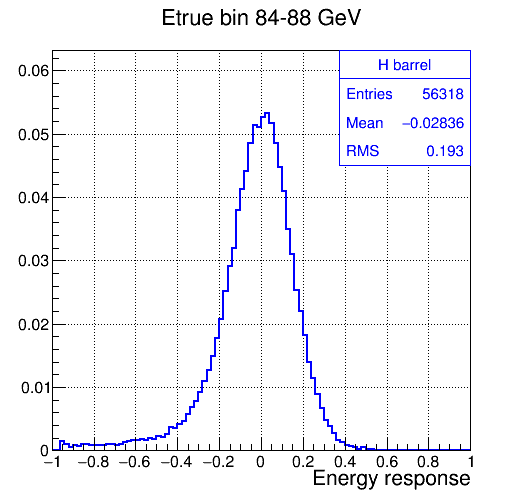 Etrue bin 84-88 GeV
H barrel
Entries 56318
Mean −0.02836
RMS 0.193
0.06
0.05
0.04
0.03
0.02
0.01
0
−1 −0.8 −0.6 −0.4 −0.2 0 0.2 0.4 0.6 0.8 1
Energy response